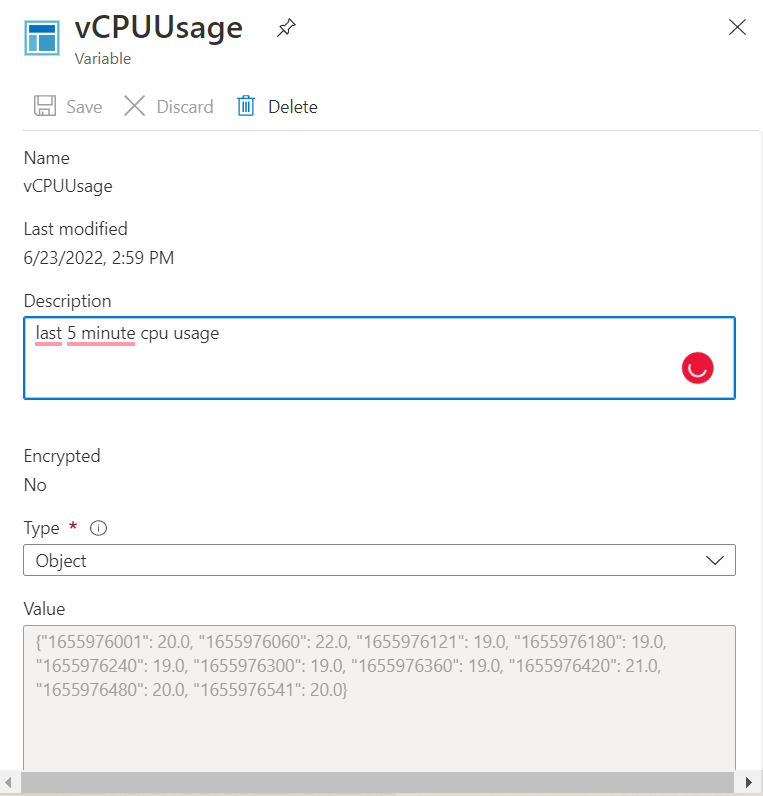 vCPUUsage
Variable
Save Discard Delete
Name
vCPUUsage
Last modified
6/23/2022, 2:59 PM
Description
last 5 minute cpu usage
Encrypted
No
Type *
Object
Value
{"1655976001": 20.0, "1655976060": 22.0, "1655976121": 19.0, "1655976180": 19.0,
"1655976240": 19.0, "1655976300": 19.0, "1655976360": 19.0, "1655976420": 21.0,
"1655976480": 20.0, "1655976541": 20.0}